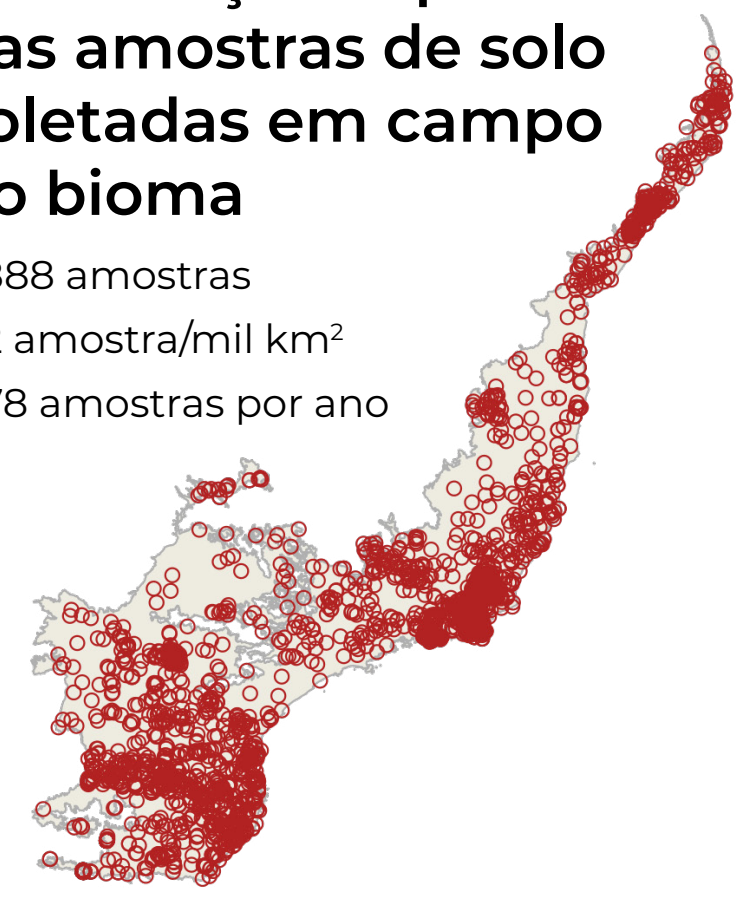 as amostras de solo
oletadas em campo
o bioma
388 amostras
amostra/mil km²
78 amostras por ano